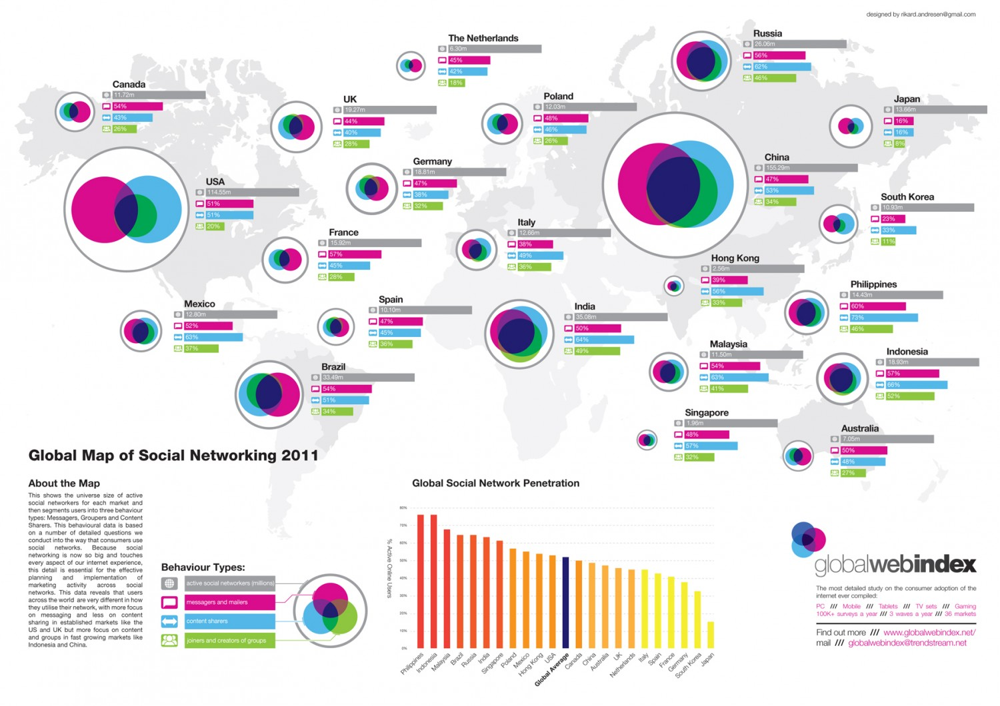 designed by rikard.andresen@gmail.com
The Netherlands
6.30m
45%
42%
18%
Russia
26.06m
56%
62%
46%
Canada
11.72m
54%
43%
26%
UK
19.27m
44%
40%
28%
Poland
12.03m
48%
46%
26%
Japan
13.66m
16%
16%
8%
Germany
18.81m
47%
38%
32%
China
155.29m
47%
53%
34%
USA
114.55m
51%
51%
20%
South Korea
10.93m
23%
33%
11%
France
15.92m
57%
45%
28%
Italy
12.66m
38%
49%
36%
Hong Kong
2.56m
39%
56%
33%
Philippines
14.43m
60%
73%
46%
Mexico
12.80m
52%
63%
37%
Spain
10.10m
47%
45%
36%
India
35.08m
50%
64%
49%
Malaysia
11.50m
54%
63%
41%
Indonesia
18.93m
57%
66%
52%
Brazil
33.49m
54%
51%
34%
Singapore
1.96m
48%
57%
32%
Australia
7.05m
50%
48%
27%
Global Map of Social Networking 2011
About the Map
This shows the universe size of active
social networkers for each market and
then segments users into three behaviour
types: Messagers, Groupers and Content
Sharers. This behavioural data is based
on a number of detailed questions we
conduct into the way that consumers use
social networks. Because social
networking is now so big and touches
every aspect of our internet experience,
this detail is essential for the effective
planning and implementation of
marketing activity across social
networks. This data reveals that users
across the world are very different in how
they utilise their network, with more focus
on messaging and less on content
sharing in established markets like the
US and UK but more focus on content
and groups in fast growing markets like
Indonesia and China.
Behaviour Types:
active social networkers (millions)
messagers and mailers
content sharers
joiners and creators of groups
Global Social Network Penetration
% Active Online Users
80%
70%
60%
50%
40%
30%
20%
10%
0%
Philippines
Indonesia
Malaysia
Brazil
Russia
India
Singapore
Poland
Mexico
Hong Kong
USA
Global Average
Canada
China
Australia
UK
Netherlands
Italy
Spain
France
Germany
South Korea
Japan
globalwebindex
The most detailed study on the consumer adoption of the
internet ever compiled:
PC /// Mobile /// Tablets /// TV sets /// Gaming
100K+ surveys a year /// 3 waves a year /// 36 markets
Find out more /// www.globalwebindex.net/
mail /// globalwebindex@trendstream.net